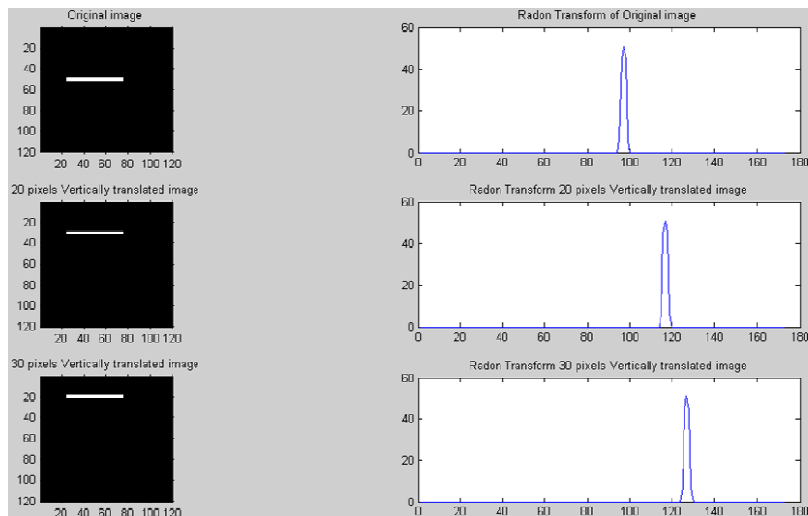 Original image
20
40
60
80
100
120
20 40 60 80 100 120
Radon Transform of Original image
60
40
20
0
0 20 40 60 80 100 120 140 160 180
20 pixels Vertically translated image
20
40
60
80
100
120
20 40 60 80 100 120
Radon Transform 20 pixels Vertically translated image
60
40
20
0
0 20 40 60 80 100 120 140 160 180
30 pixels Vertically translated image
20
40
60
80
100
120
20 40 60 80 100 120
Radon Transform 30 pixels Vertically translated image
60
40
20
0
0 20 40 60 80 100 120 140 160 180